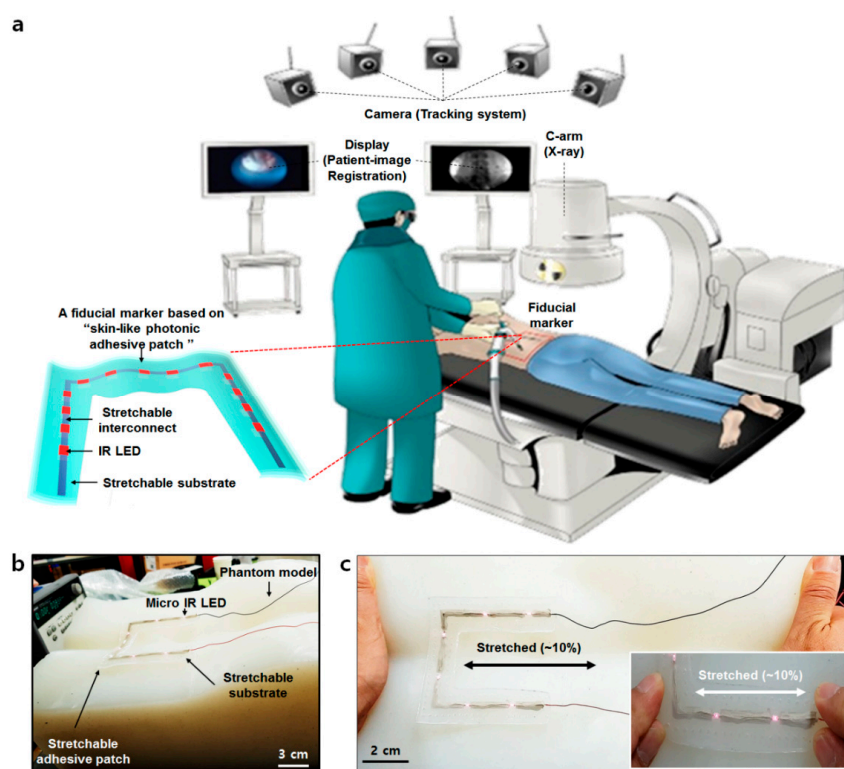 a
Camera (Tracking system)
Display
(Patient-image
Registration)
C-arm
(X-ray)
A fiducial marker based on
“skin-like photonic
adhesive patch ”
Fiducial
marker
Stretchable
interconnect
IR LED
Stretchable substrate
b
Phantom model
Micro IR LED
Stretchable
substrate
Stretchable
adhesive patch
3 cm
c
Stretched (~10%)
Stretched (~10%)
2 cm